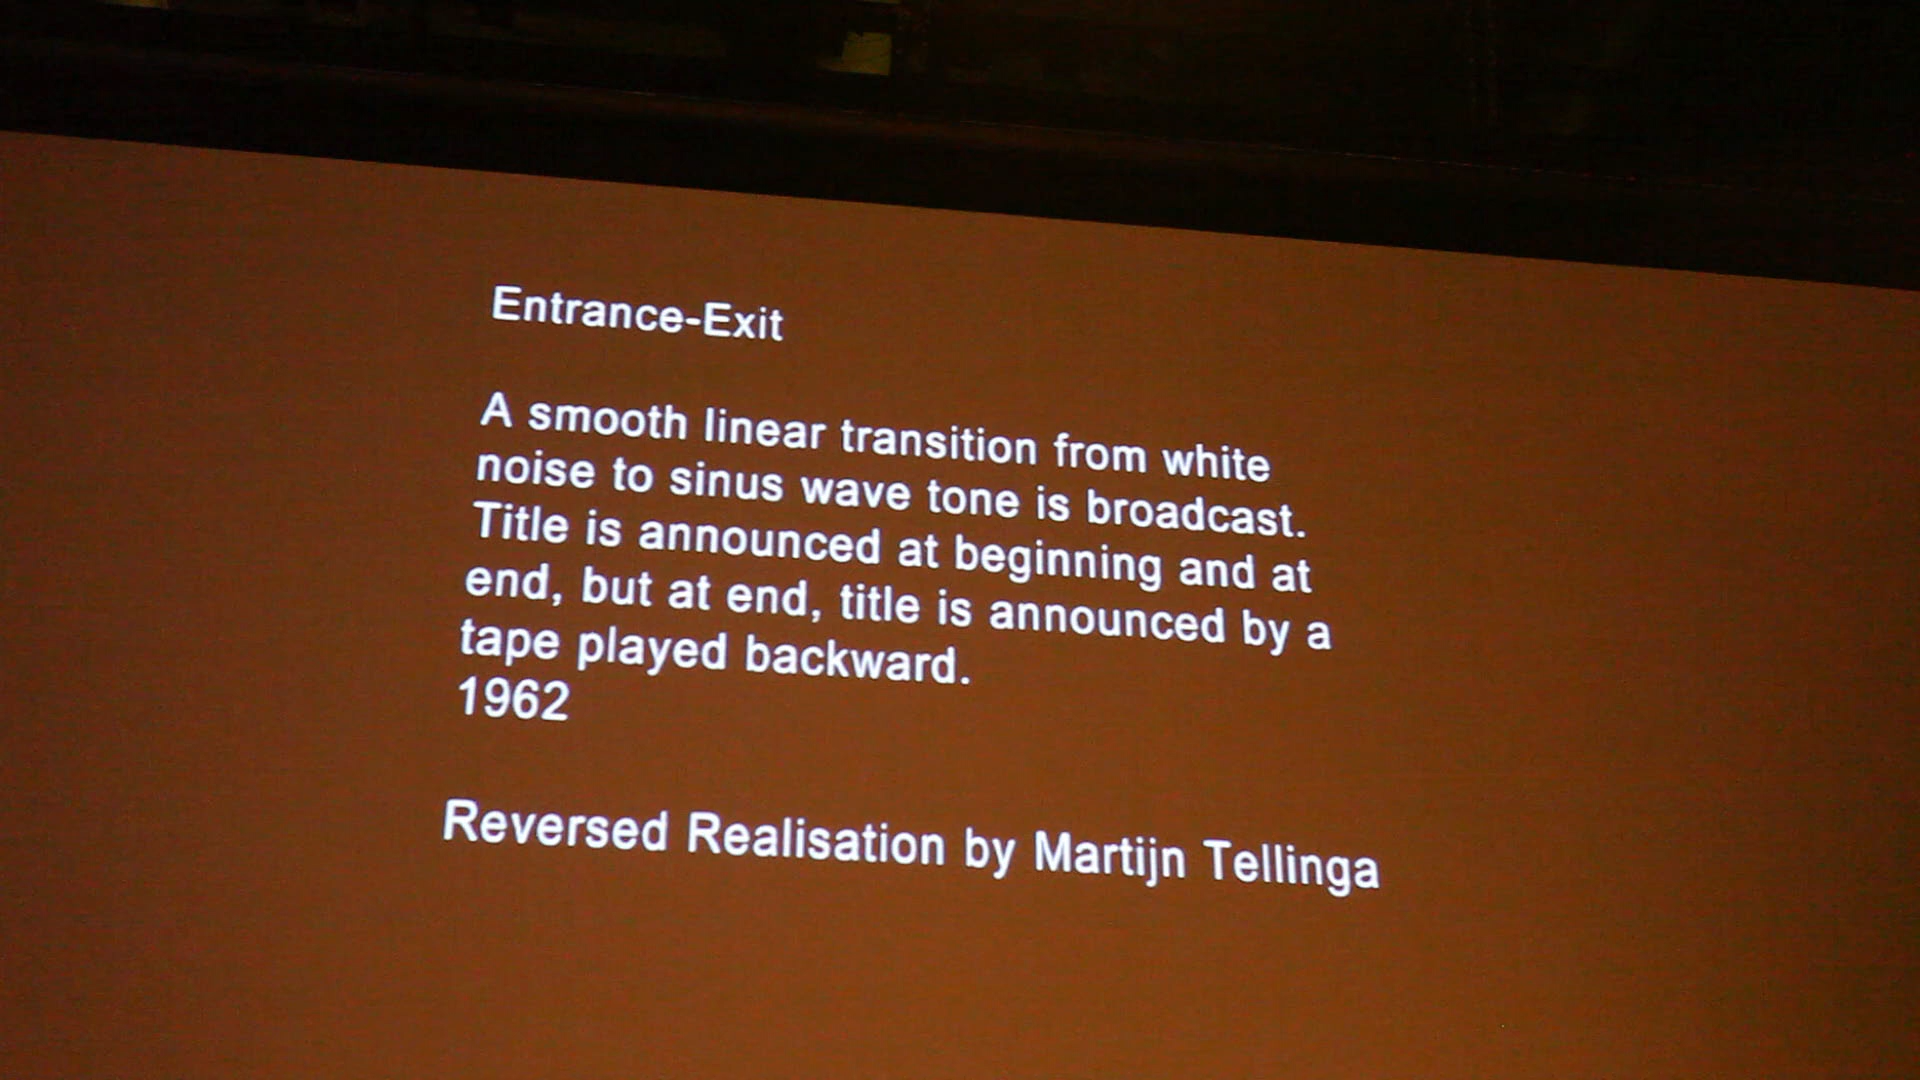 Entrance-Exit
A smooth linear transition from white
noise to sinus wave tone is broadcast.
Title is announced at beginning and at
end, but at end, title is announced by a
tape played backward.
1962
Reversed Realisation by Martijn Tellinga